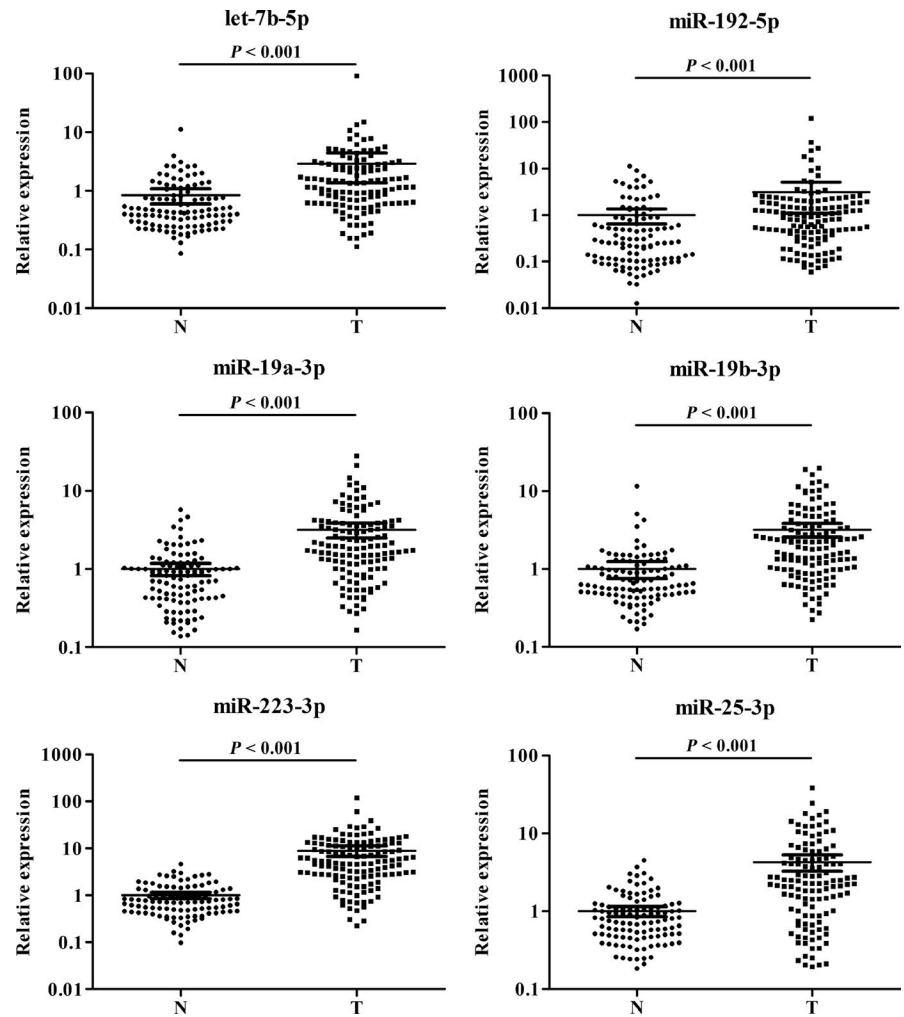 let-7b-5p
P < 0.001
Relative expression
100
10
1
0.1
0.01
N T
miR-192-5p
P < 0.001
Relative expression
1000
100
10
1
0.1
0.01
N T
miR-19a-3p
P < 0.001
Relative expression
100
10
1
0.1
N T
miR-19b-3p
P < 0.001
Relative expression
100
10
1
0.1
N T
miR-223-3p
P < 0.001
Relative expression
1000
100
10
1
0.1
0.01
N T
miR-25-3p
P < 0.001
Relative expression
100
10
1
0.1
N T